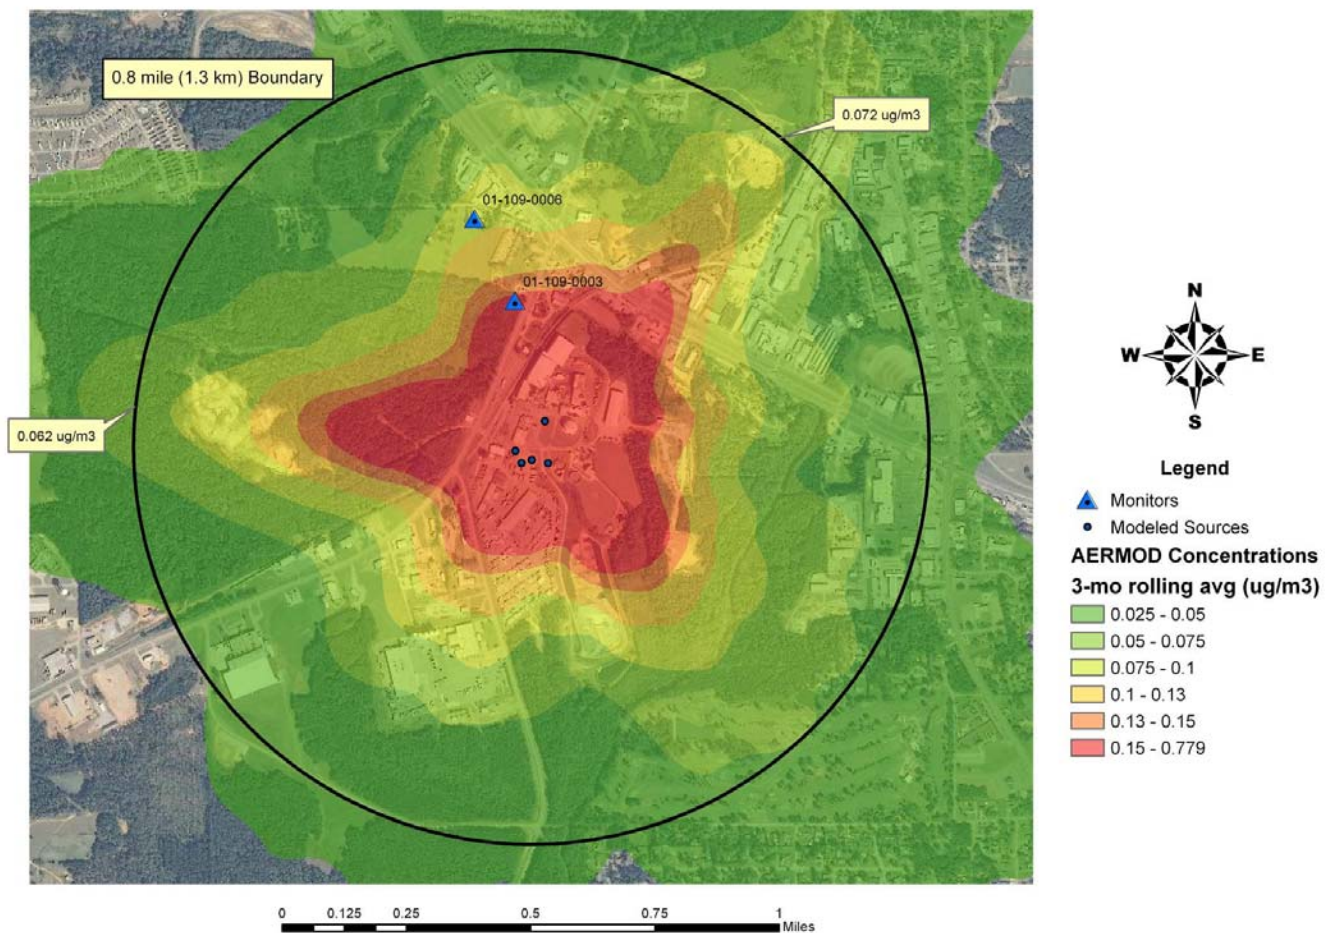 0.8 mile (1.3 km) Boundary
0.072 ug/m3
01-109-0006
01-109-0003
0.062 ug/m3
N
W
E
S
Legend
Monitors
Modeled Sources
AERMOD Concentrations
3-mo rolling avg (ug/m3)
0.025 - 0.05
0.05 - 0.075
0.075 - 0.1
0.1 - 0.13
0.13 - 0.15
0.15 - 0.779
0 0.125 0.25 0.5 0.75 1
Miles